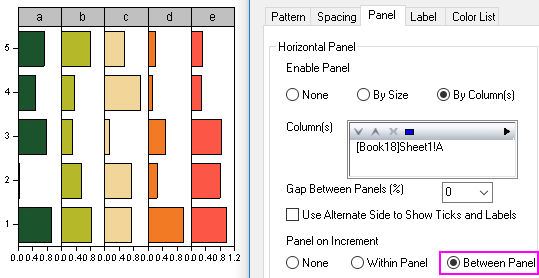 a b c d e
5
4
3
2
1
0.0 0.4 0.8 0.0 0.4 0.8 0.0 0.4 0.8 0.0 0.4 0.8 0.0 0.4 0.8 1.2
Pattern Spacing Panel Label Color List
Horizontal Panel
Enable Panel
None By Size By Column(s)
Column(s)
[Book18]Sheet1!A
Gap Between Panels (%) 0
Use Alternate Side to Show Ticks and Labels
Panel on Increment
None Within Panel Between Panel